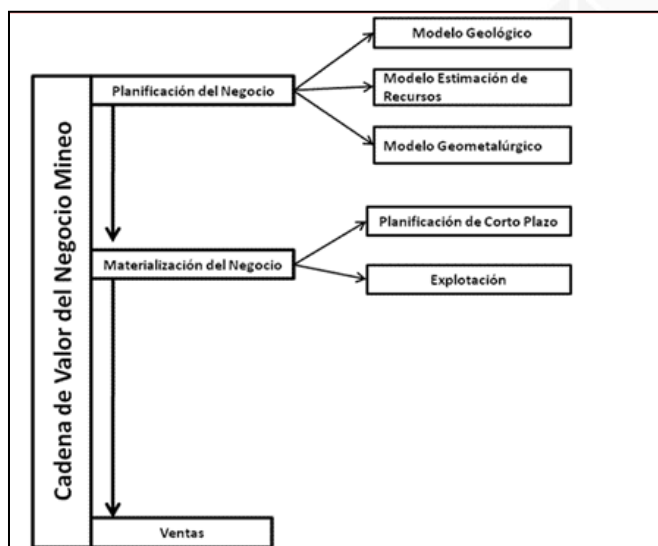 Cadena de Valor del Negocio Mineo
Planificación del Negocio
Modelo Geológico
Modelo Estimación de
Recursos
Modelo Geometalúrgico
Materialización del Negocio
Planificación de Corto Plazo
Explotación
Ventas